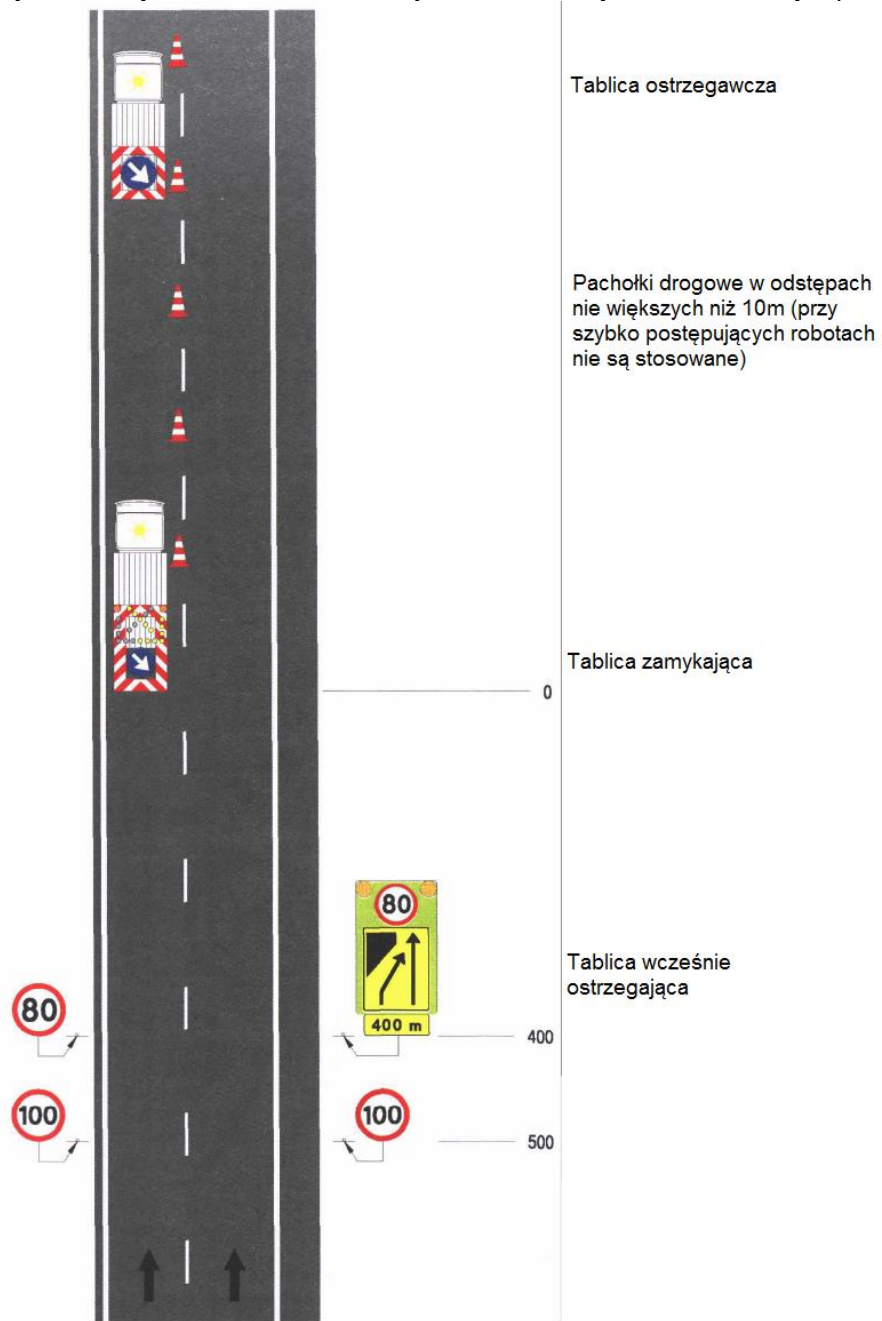 Tablica ostrzegawcza
Pachołki drogowe w odstępach
nie większych niż 10m (przy
szybko postępujących robotach
nie są stosowane)
Tablica zamykająca
0
80
Tablica wcześnie
ostrzegająca
80
400 m
400
100
100
500